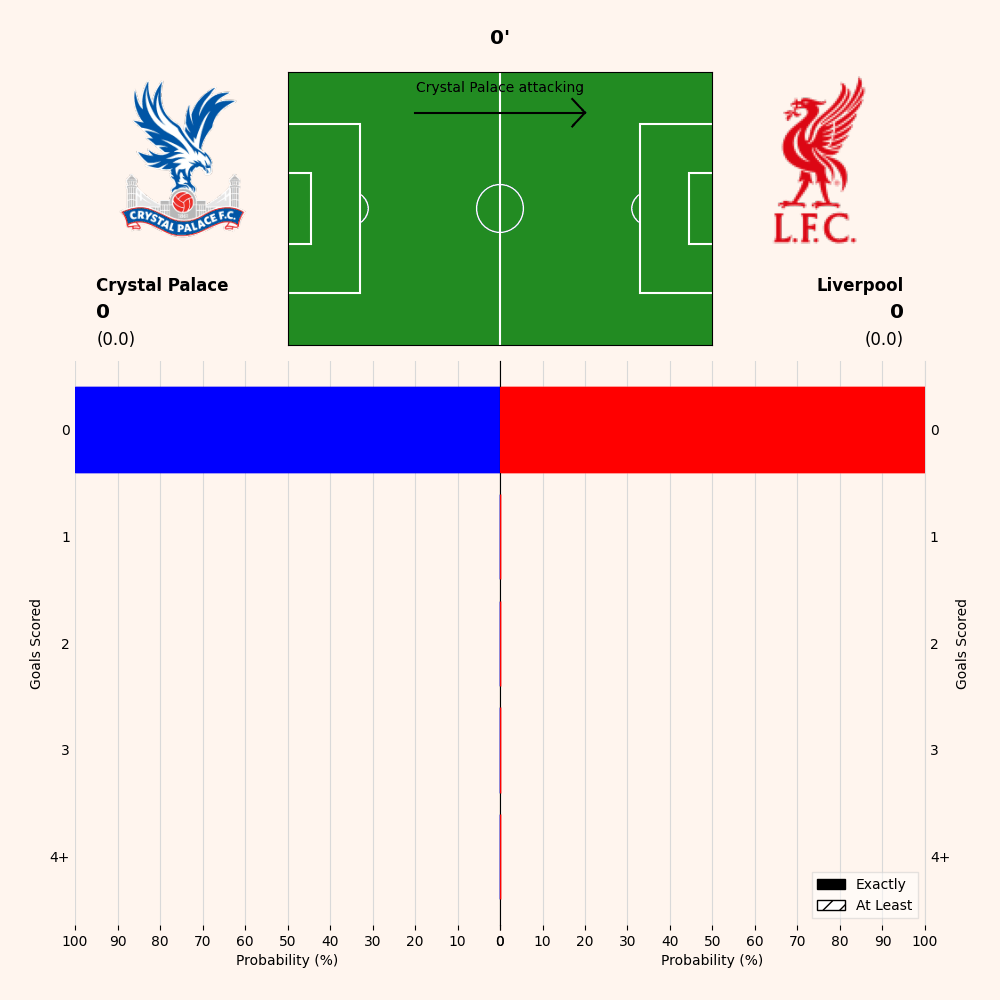 0'
Crystal Palace attacking
CRYSTAL PALACE F.C.
L.F.C.
Crystal Palace
0
(0.0)
Liverpool
0
(0.0)
0
1
2
3
4+
Goals Scored
0
1
2
3
4+
Goals Scored
Exactly
At Least
100 90 80 70 60 50 40 30 20 10 0
0 10 20 30 40 50 60 70 80 90 100
Probability (%)
Probability (%)